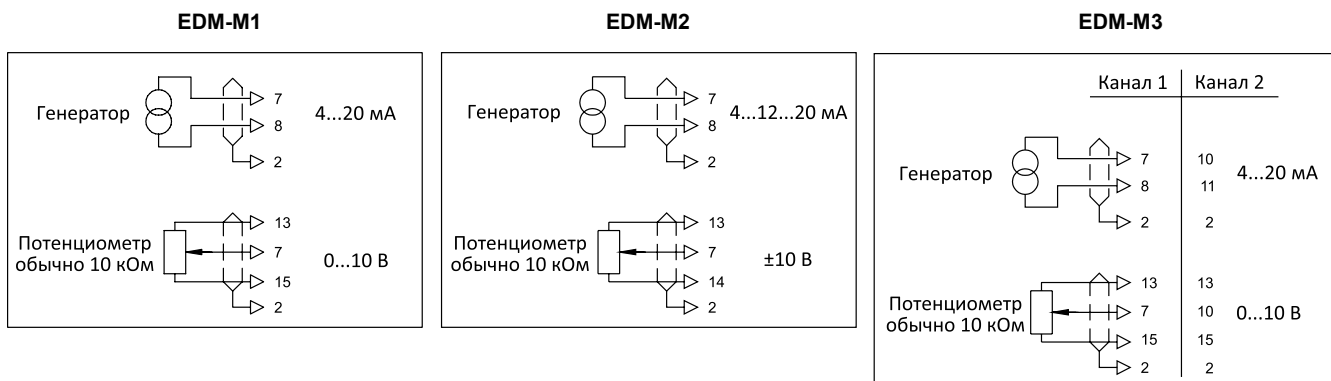 EDM-M1
Генератор
7
8
2
4...20 мА
Потенциометр
обычно 10 кОм
13
7
15
2
0...10 В
EDM-M2
Генератор
7
8
2
4...12...20 мА
Потенциометр
обычно 10 кОм
13
7
14
2
±10 В
EDM-M3
Канал 1 Канал 2
Генератор
7 10
8 11
2 2
4...20 мА
Потенциометр
обычно 10 кОм
13 13
7 10
15 15
2 2
0...10 В